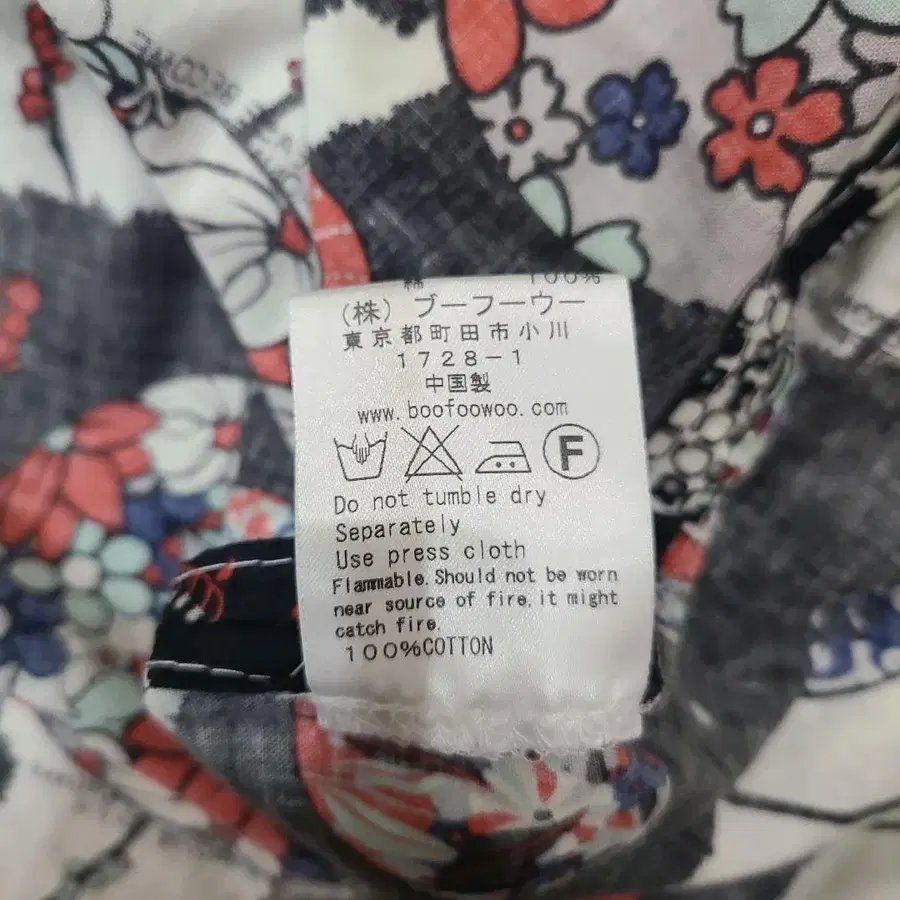 綿 100%
(株) ブーフーウー
東京都町田市小川
1728-1
中国製
www.boofoowoo.com
F
Do not tumble dry
Separately
Use press cloth
Flammable. Should not be worn
near source of fire, it might
catch fire.
100%COTTON